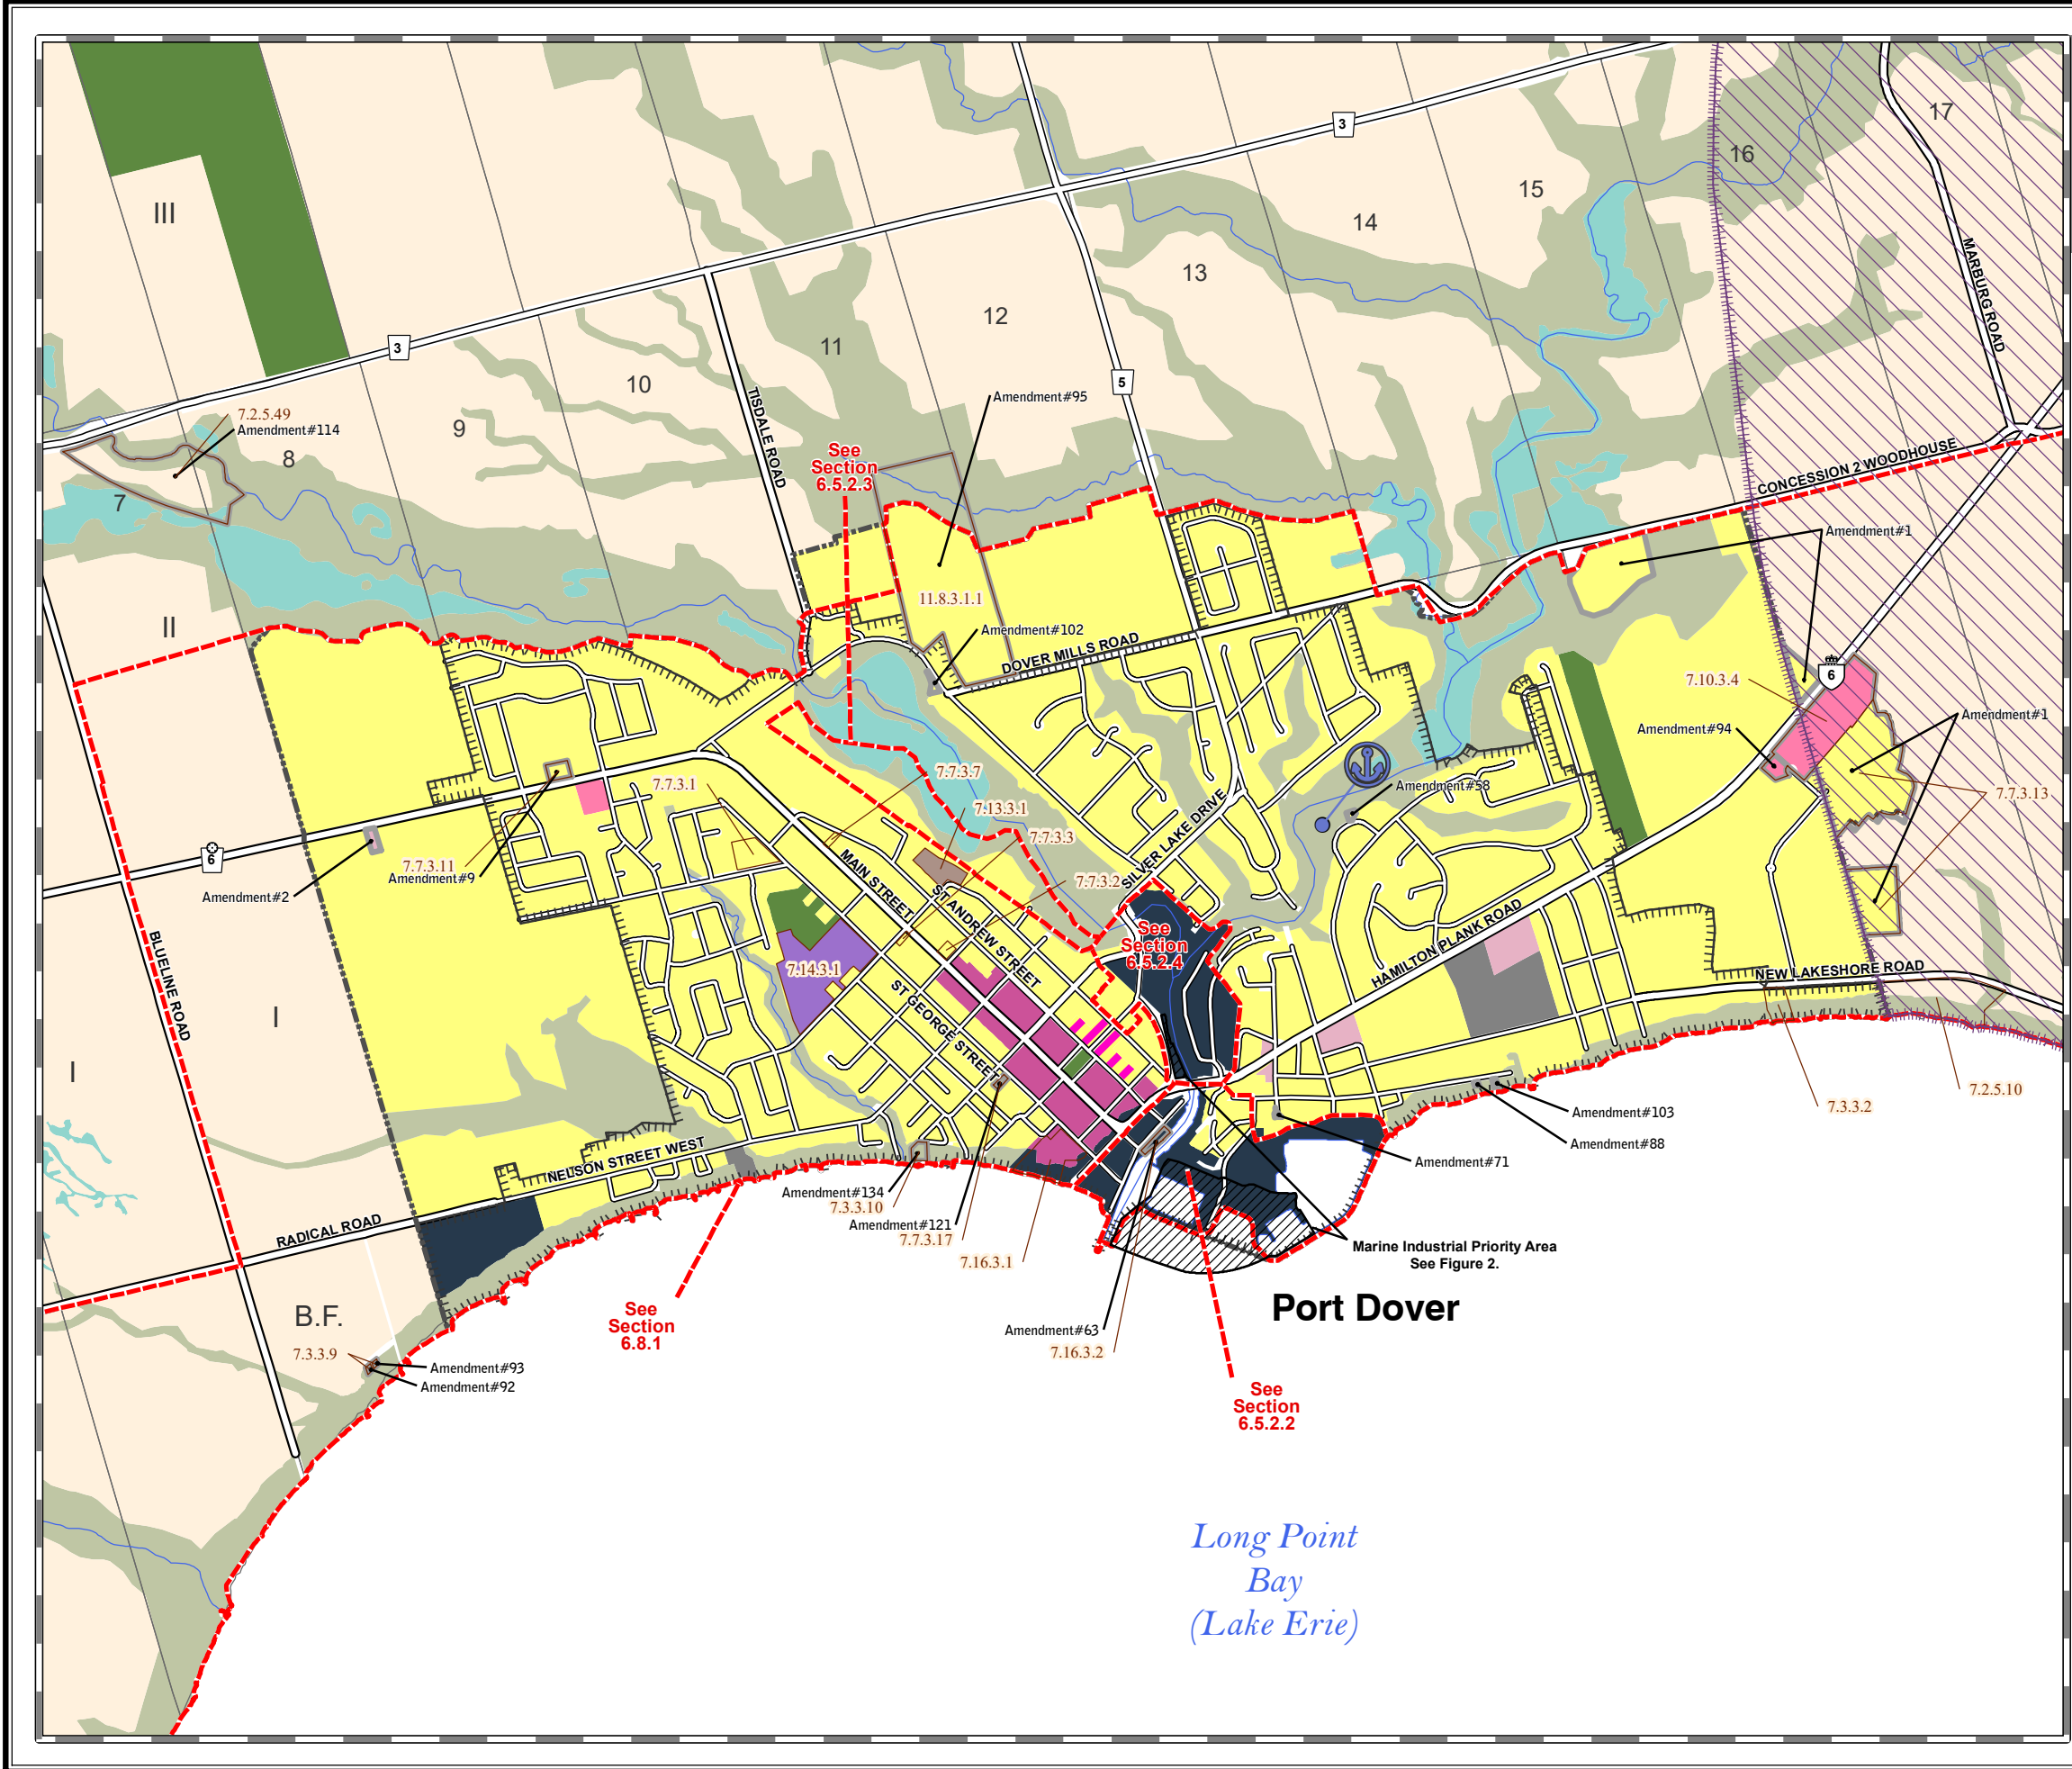 17
3
16
III
15
14
13
12
MARBURG ROAD
11
3
5
10
TISDALE ROAD
Amendment#95
7.2.5.49
Amendment#114
9
8
See
Section
6.5.2.3
CONCESSION 2 WOODHOUSE
7
Amendment#1
11.8.3.1.1
II
Amendment#102
DOVER MILLS ROAD
6
7.10.3.4
Amendment#1
Amendment#94
7.7.3.7
7.7.3.1
Amendment#58
7.7.3.13
7.13.3.1
SILVER LAKE DRIVE
7.7.3.3
6
MAIN STREET
7.7.3.11
Amendment#9
7.7.3.2
Amendment#2
ST ANDREW STREET
HAMILTON PLANK ROAD
See
Section
6.5.2.4
BLUELINE ROAD
7.14.3.1
NEW LAKESHORE ROAD
ST GEORGE STREET
I
I
7.2.5.10
7.3.3.2
Amendment#103
Amendment#88
NELSON STREET WEST
Amendment#71
Amendment#134
7.3.3.10
Amendment#121
7.7.3.17
RADICAL ROAD
Marine Industrial Priority Area
See Figure 2.
7.16.3.1
Port Dover
See
Section
6.8.1
B.F.
Amendment#63
7.16.3.2
7.3.3.9
Amendment#93
Amendment#92
See
Section
6.5.2.2
Long Point
Bay
(Lake Erie)